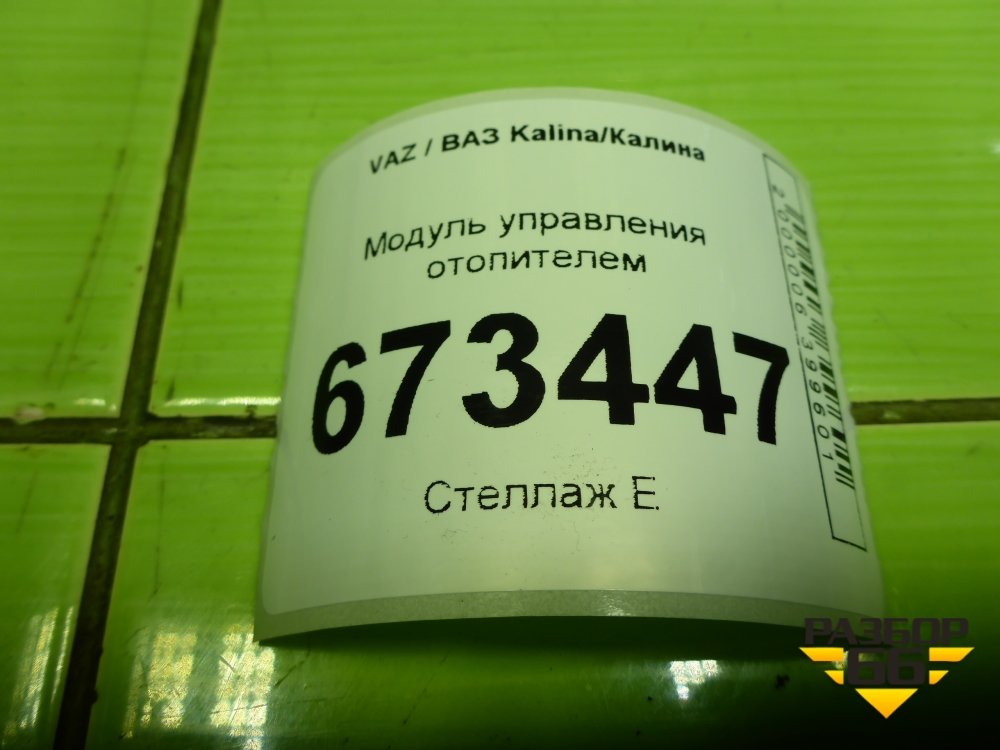 VAZ / ВАЗ Kalina/Калина
Модуль управления
отопителем
673447
Стеллаж Е
2000006399601
РАЗБОР
66